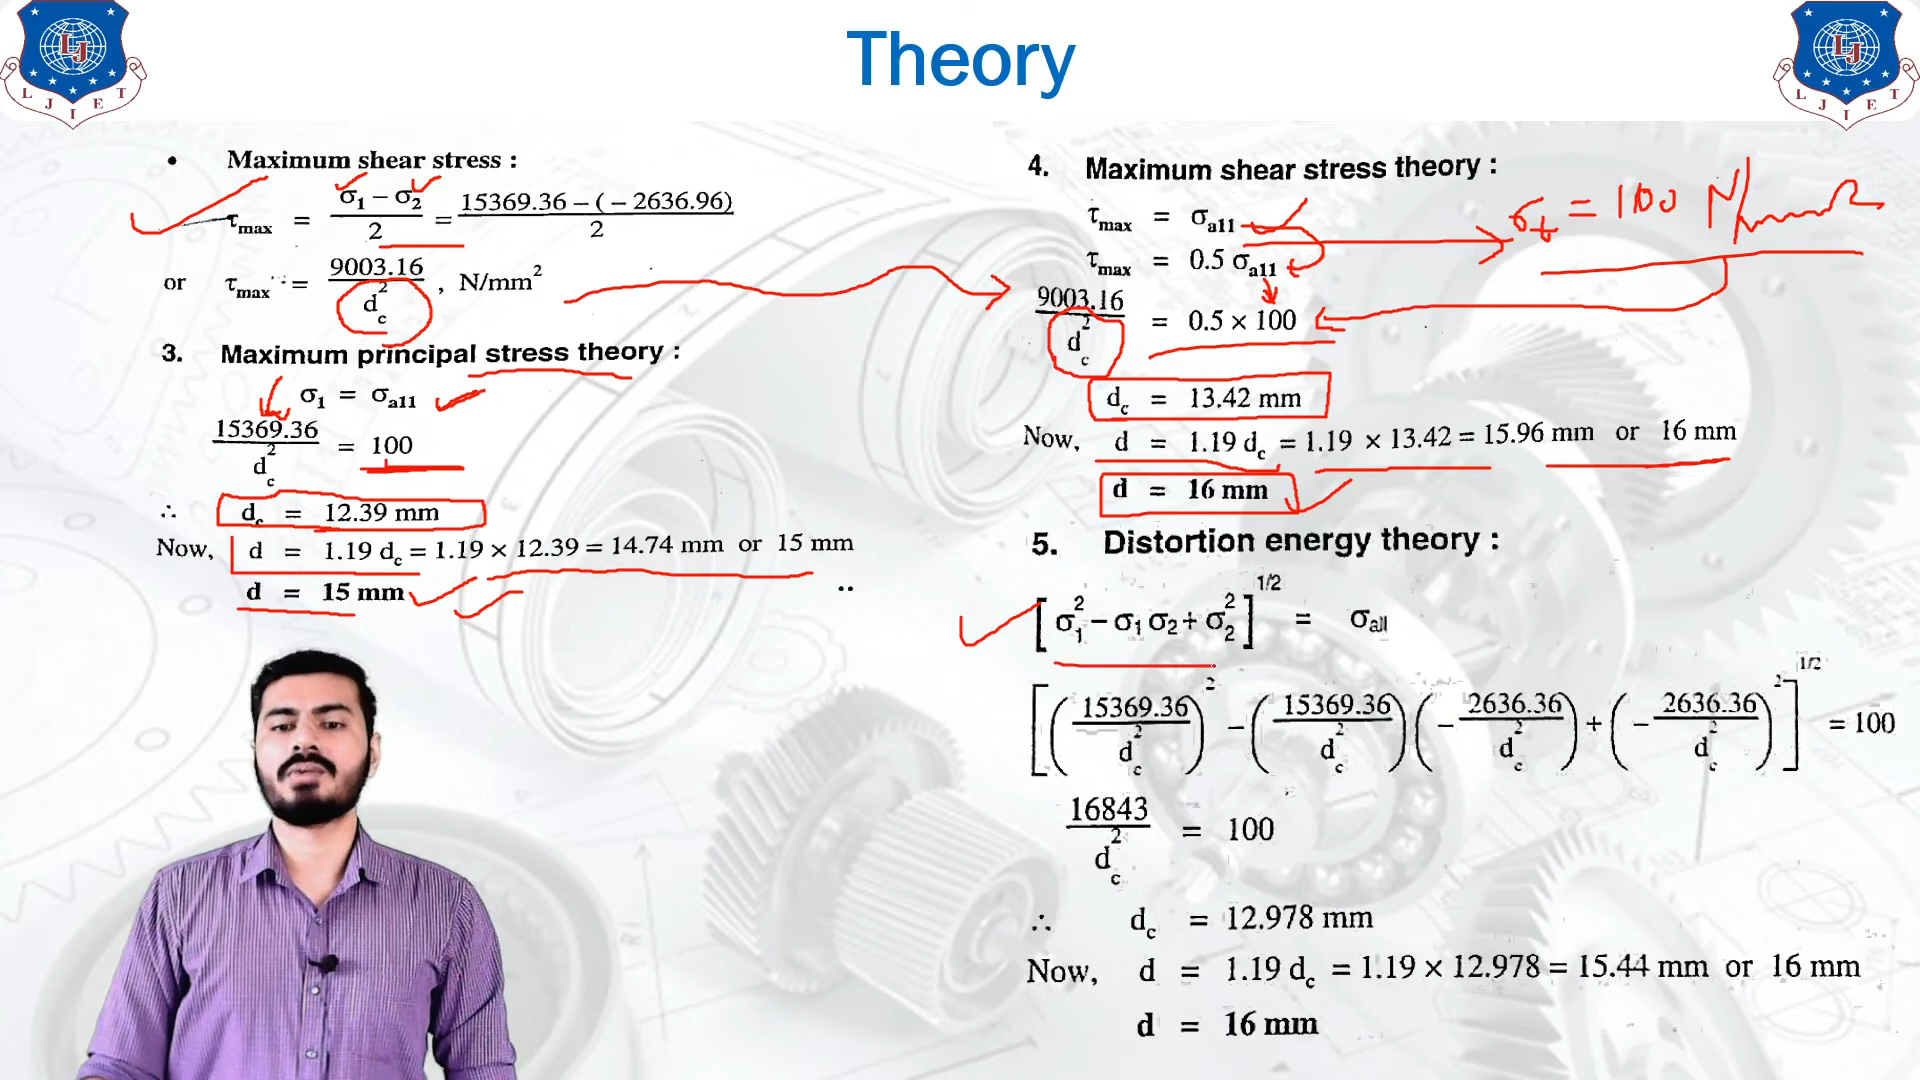 LJIET
Theory
LJIET
• Maximum shear stress :
τmax = (σ1 − σ2)/2 = (15369.36 − (− 2636.96))/2
or τmax = 9003.16/dc² , N/mm²
3. Maximum principal stress theory :
σ1 = σall
15369.36/dc² = 100
∴ dc = 12.39 mm
Now, d = 1.19 dc = 1.19 × 12.39 = 14.74 mm or 15 mm
d = 15 mm
4. Maximum shear stress theory :
τmax = σall
σt = 100 N/mm2
τmax = 0.5 σall
9003.16/dc² = 0.5 × 100
dc = 13.42 mm
Now, d = 1.19 dc = 1.19 × 13.42 = 15.96 mm or 16 mm
d = 16 mm
5. Distortion energy theory :
[σ1² − σ1 σ2 + σ2²]^1/2 = σall
[(15369.36/dc²)² − (15369.36/dc²)(− 2636.36/dc²) + (− 2636.36/dc²)²]^1/2 = 100
16843/dc² = 100
∴ dc = 12.978 mm
Now, d = 1.19 dc = 1.19 × 12.978 = 15.44 mm or 16 mm
d = 16 mm